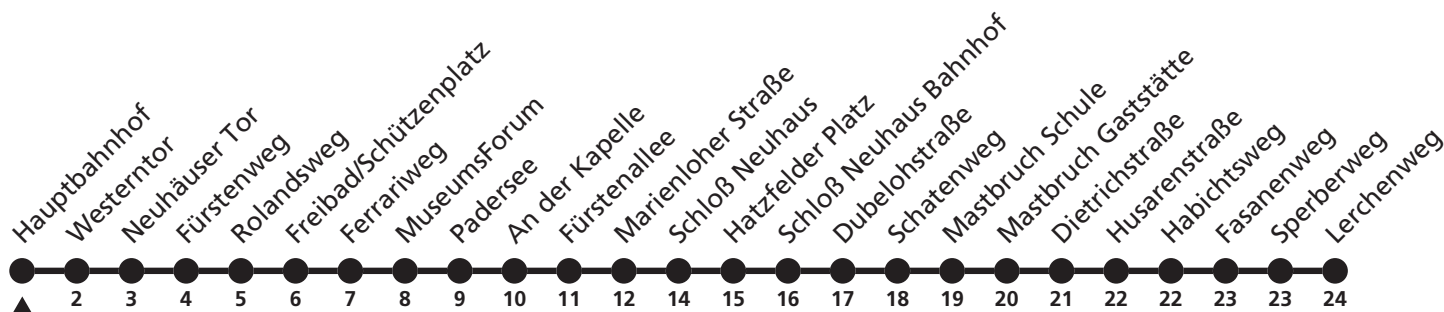 Hauptbahnhof
Westerntor
Neuhäuser Tor
Fürstenweg
Rolandsweg
Freibad/Schützenplatz
Ferrariweg
MuseumsForum
Padersee
An der Kapelle
Fürstenallee
Marienloher Straße
Schloß Neuhaus
Hatzfelder Platz
Schloß Neuhaus Bahnhof
Dubelohstraße
Schatenweg
Mastbruch Schule
Mastbruch Gaststätte
Dietrichstraße
Husarenstraße
Habichtsweg
Fasanenweg
Sperberweg
Lerchenweg
2 3 4 5 6 7 8 9 10 11 12 14 15 16 17 18 19 20 21 22 22 23 23 24